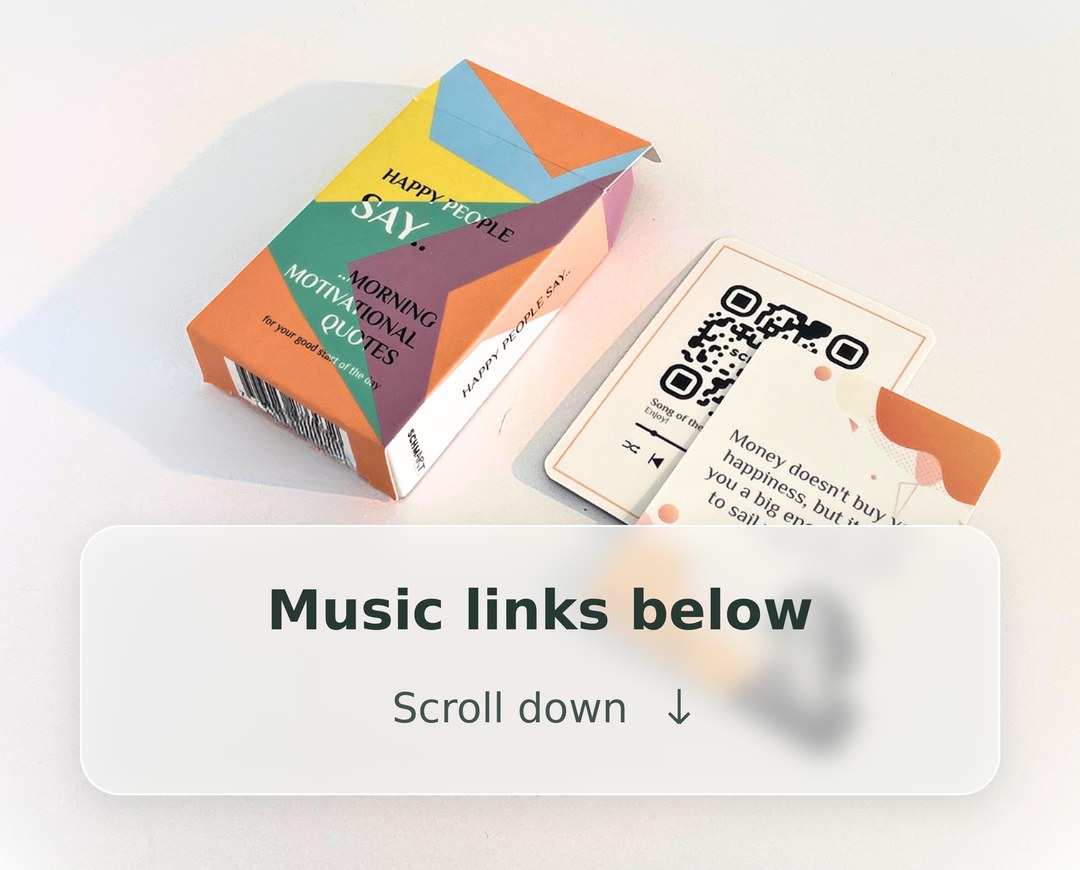 HAPPY PEOPLE
SAY..
...MORNING
MOTIVATIONAL
QUOTES
for your good start of the day
HAPPY PEOPLE SAY..
SCHMART
Song of the
Enjoy!
Money doesn't buy
happiness, but it
you a big
to sail
Music links below
Scroll down ↓